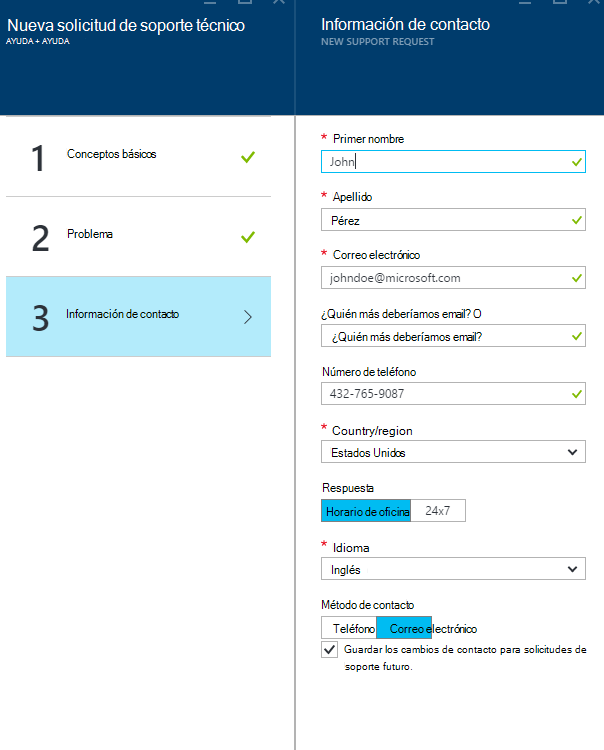 Nueva solicitud de soporte técnico
AYUDA + AYUDA
1 Conceptos básicos
2 Problema
3 Información de contacto
Información de contacto
NEW SUPPORT REQUEST
* Primer nombre
John
* Apellido
Pérez
* Correo electrónico
johndoe@microsoft.com
¿Quién más deberíamos email? O
¿Quién más deberíamos email?
Número de teléfono
432-765-9087
* Country/region
Estados Unidos
Respuesta
Horario de oficina 24x7
* Idioma
Inglés
Método de contacto
Teléfono Correo electrónico
Guardar los cambios de contacto para solicitudes de
soporte futuro.